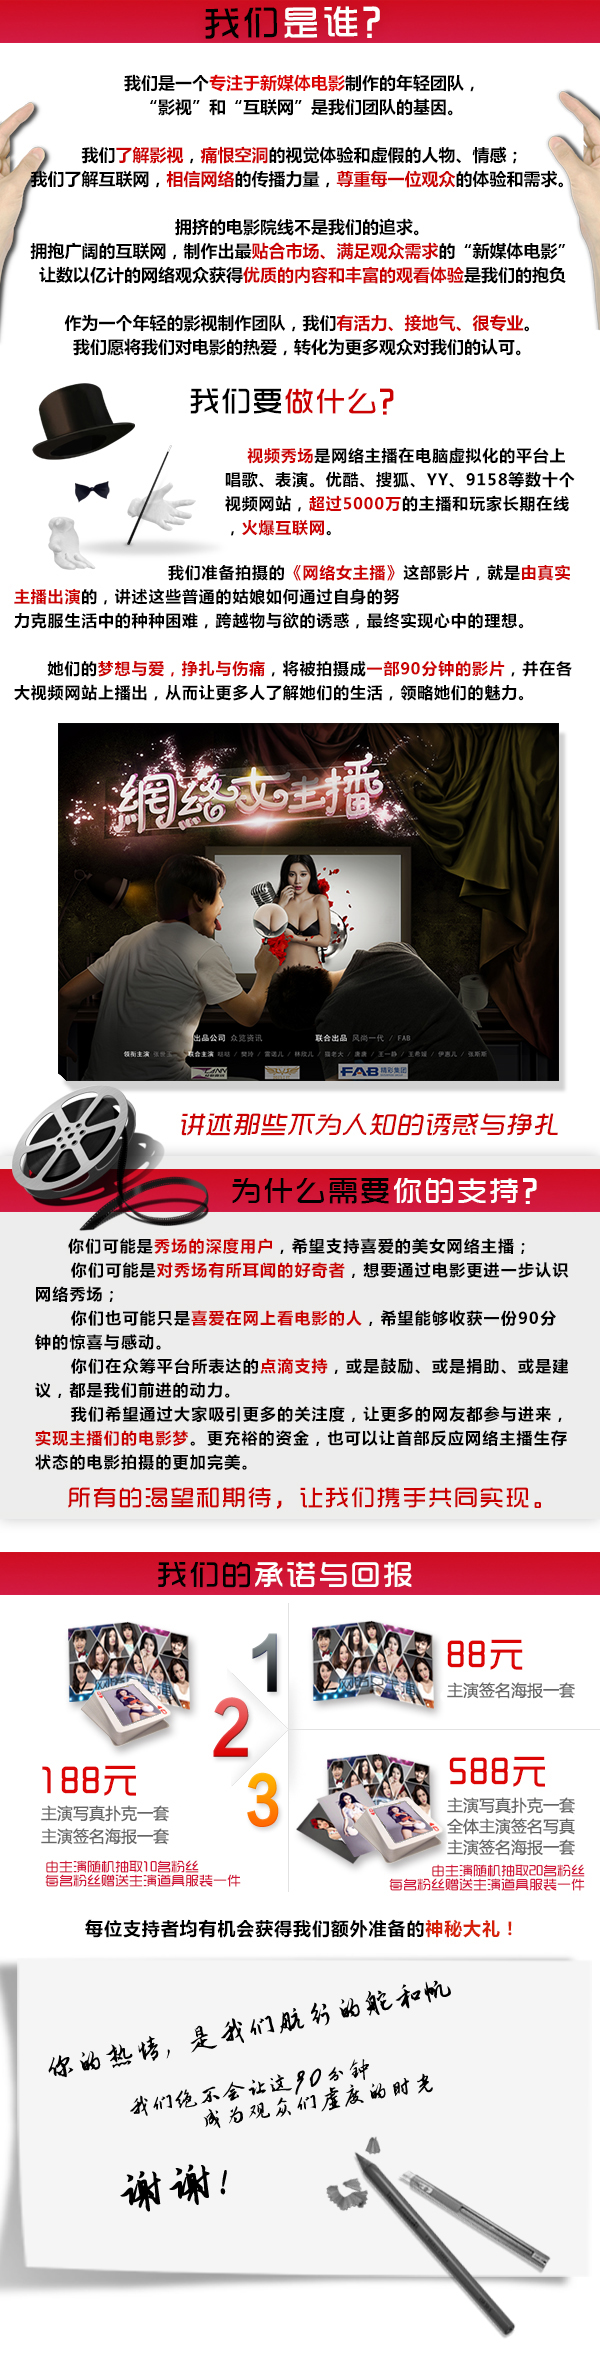 我们是谁?
我们是一个专注于新媒体电影制作的年轻团队，
“影视”和“互联网”是我们团队的基因。
我们了解影视，痛恨空洞的视觉体验和虚假的人物、情感；
我们了解互联网，相信网络的传播力量，尊重每一位观众的体验和需求。
拥挤的电影院线不是我们的追求。
拥抱广阔的互联网，制作出最贴合市场、满足观众需求的“新媒体电影”
让数以亿计的网络观众获得优质的内容和丰富的观看体验是我们的抱负
作为一个年轻的影视制作团队，我们有活力、接地气、很专业。
我们愿将我们对电影的热爱，转化为更多观众对我们的认可。
我们要做什么?
视频秀场是网络主播在电脑虚拟化的平台上
唱歌、表演。优酷、搜狐、YY、9158等数十个
视频网站，超过5000万的主播和玩家长期在线
，火爆互联网。
我们准备拍摄的《网络女主播》这部影片，就是由真实
主播出演的，讲述这些普通的姑娘如何通过自身的努
力克服生活中的种种困难，跨越物与欲的诱惑，最终实现心中的理想。
她们的梦想与爱，挣扎与伤痛，将被拍摄成一部90分钟的影片，并在各
大视频网站上播出，从而让更多人了解她们的生活，领略她们的魅力。
網絡女主播
出品公司 众览资讯 联合出品 风尚一代 / FAB
领衔主演
联合主演
FAB 精彩集团
讲述那些不为人知的诱惑与挣扎
为什么需要你的支持?
你们可能是秀场的深度用户，希望支持喜爱的美女网络主播；
你们可能是对秀场有所耳闻的好奇者，想要通过电影更进一步认识
网络秀场；
你们也可能只是喜爱在网上看电影的人，希望能够收获一份90分
钟的惊喜与感动。
你们在众筹平台所表达的点滴支持，或是鼓励、或是捐助、或是建
议，都是我们前进的动力。
我们希望通过大家吸引更多的关注度，让更多的网友都参与进来，
实现主播们的电影梦。更充裕的资金，也可以让首部反应网络主播生存
状态的电影拍摄的更加完美。
所有的渴望和期待，让我们携手共同实现。
我们的承诺与回报
1
88元
主演签名海报一套
2
188元
主演写真扑克一套
主演签名海报一套
由主演随机抽取10名粉丝
每名粉丝赠送主演道具服装一件
3
588元
主演写真扑克一套
全体主演签名写真
主演签名海报一套
由主演随机抽取20名粉丝
每名粉丝赠送主演道具服装一件
每位支持者均有机会获得我们额外准备的神秘大礼！
你的热情，是我们航行的舵和帆
我们绝不会让这90分钟
成为观众们虚度的时光
谢谢！